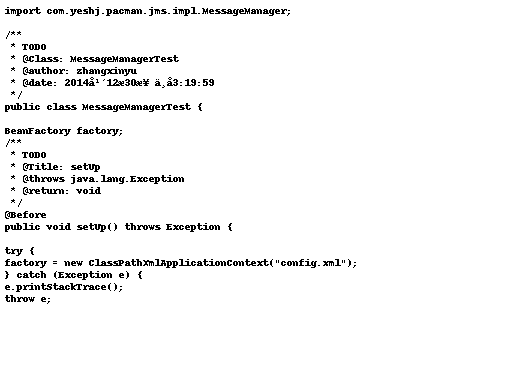 import com.yeshj.pacman.jms.impl.MessageManager;
/**
* TODO
* @Class: MessageManagerTest
* @author: zhangxinyu
* @date: 2014å¹´12æ30æ¥ ä¸å3:19:59
*/
public class MessageManagerTest {
BeanFactory factory;
/**
* TODO
* @Title: setUp
* @throws java.lang.Exception
* @return: void
*/
@Before
public void setUp() throws Exception {
try {
factory = new ClassPathXmlApplicationContext("config.xml");
} catch (Exception e) {
e.printStackTrace();
throw e;